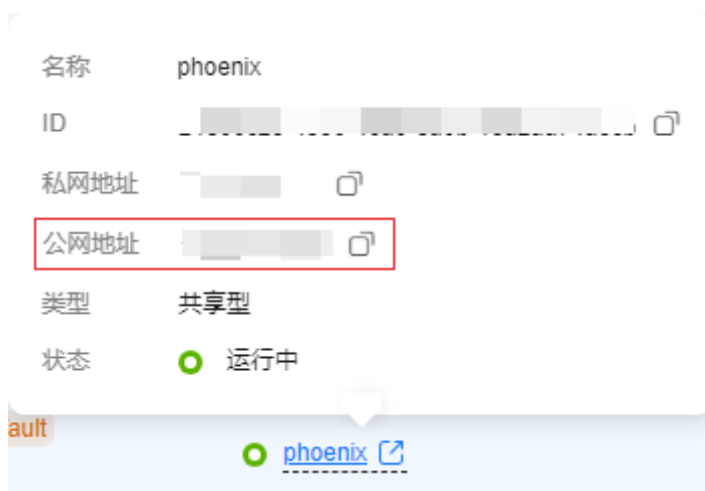 名称 phoenix
ID
私网地址
公网地址
类型 共享型
状态 运行中
ault
phoenix